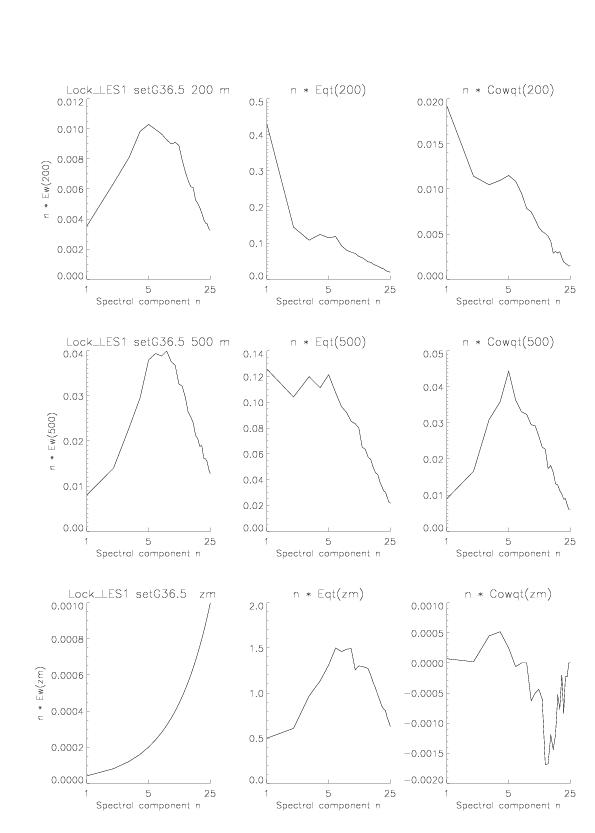 Lock_LES1 setG36.5 200 m
n * Eqt(200)
n * Cowqt(200)
0.012
0.010
0.008
0.006
0.004
0.002
0.000
n * Ew(200)
1 5 25
Spectral component n
0.5
0.4
0.3
0.2
0.1
0.0
1 5 25
Spectral component n
0.020
0.015
0.010
0.005
0.000
1 5 25
Spectral component n
Lock_LES1 setG36.5 500 m
n * Eqt(500)
n * Cowqt(500)
0.04
0.03
0.02
0.01
0.00
n * Ew(500)
1 5 25
Spectral component n
0.14
0.12
0.10
0.08
0.06
0.04
0.02
0.00
1 5 25
Spectral component n
0.05
0.04
0.03
0.02
0.01
0.00
1 5 25
Spectral component n
Lock_LES1 setG36.5 zm
n * Eqt(zm)
n * Cowqt(zm)
0.0010
0.0008
0.0006
0.0004
0.0002
0.0000
n * Ew(zm)
1 5 25
Spectral component n
2.0
1.5
1.0
0.5
0.0
1 5 25
Spectral component n
0.0010
0.0005
0.0000
-0.0005
-0.0010
-0.0015
-0.0020
1 5 25
Spectral component n